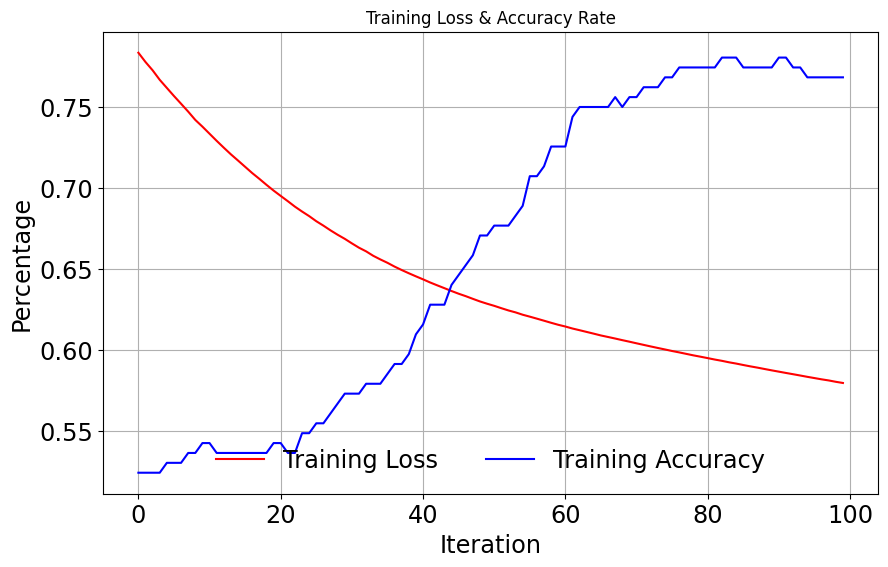 Training Loss & Accuracy Rate
Percentage
0.75
0.70
0.65
0.60
0.55
Training Loss
Training Accuracy
0 20 40 60 80 100
Iteration